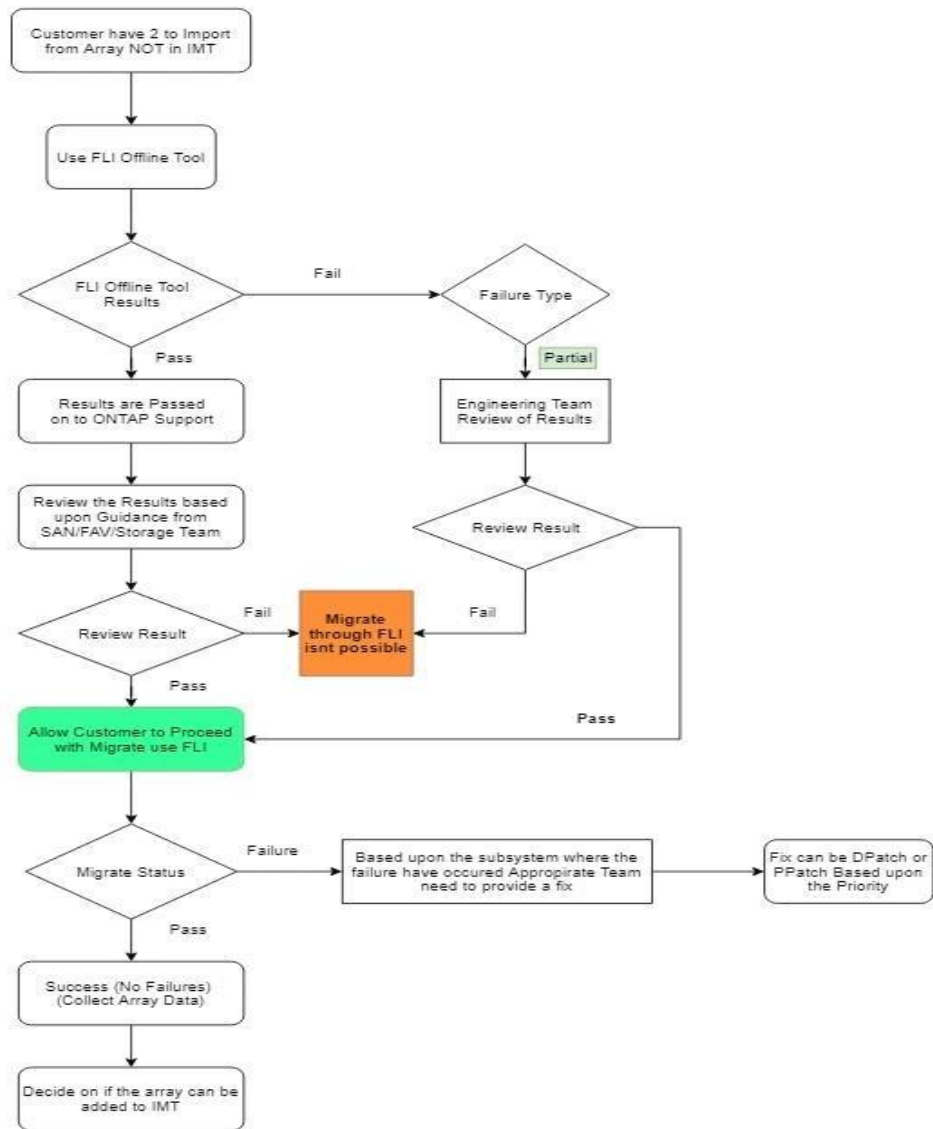 Customer have 2 to Import
from Array NOT in IMT
Use FLI Offline Tool
FLI Offline Tool
Results
Fail
Failure Type
Pass
Partial
Results are Passed
on to ONTAP Support
Engineering Team
Review of Results
Review the Results based
upon Guidance from
SAN/FAV/Storage Team
Review Result
Review Result
Fail
Migrate
through FLI
isnt possible
Fail
Pass
Pass
Allow Customer to Proceed
with Migrate use FLI
Migrate Status
Failure
Based upon the subsystem where the
failure have occured Appropirate Team
need to provide a fix
Fix can be DPatch or
PPatch Based upon
the Priority
Pass
Success (No Failures)
(Collect Array Data)
Decide on if the array can be
added to IMT